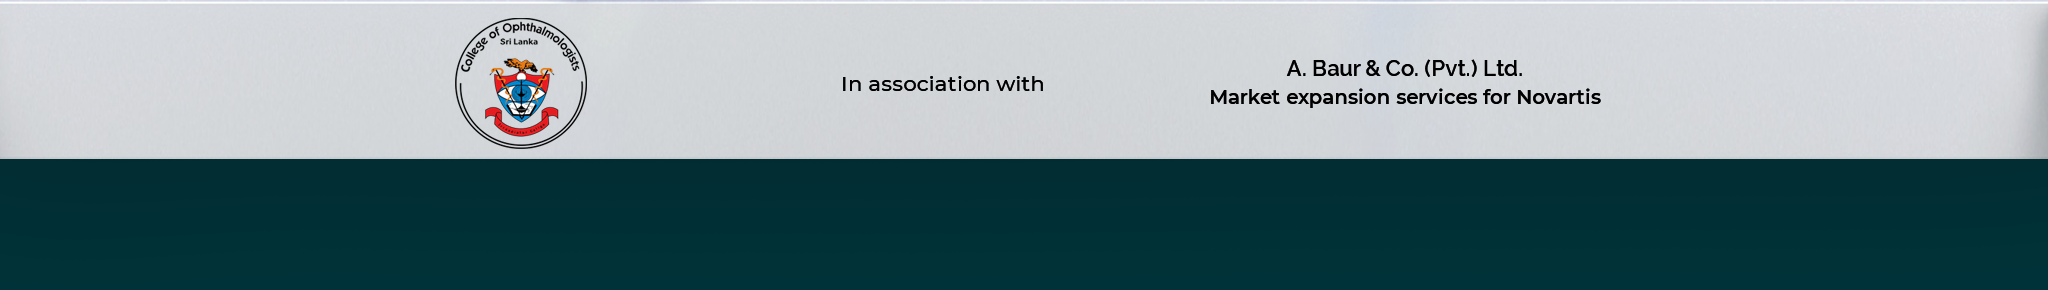 College of Ophthalmologists
Sri Lanka
In association with
A. Baur & Co. (Pvt.) Ltd.
Market expansion services for Novartis